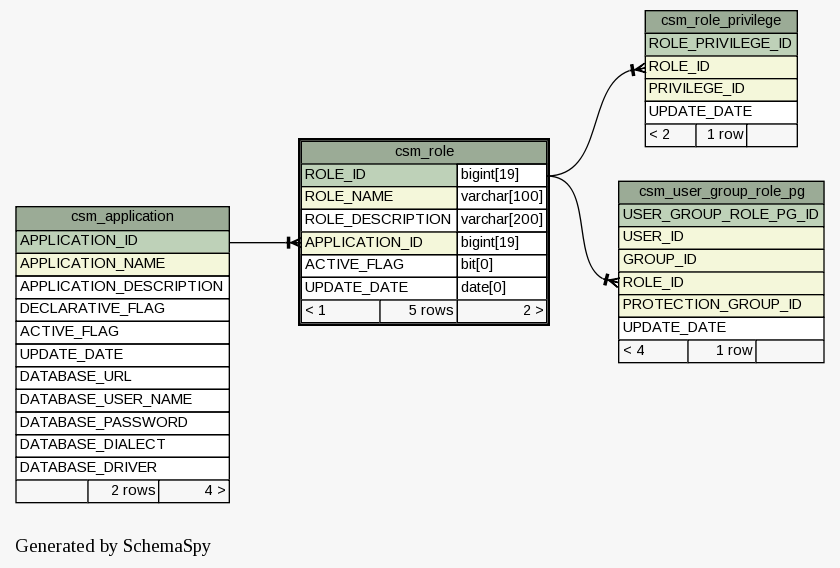 csm_role_privilege
ROLE_PRIVILEGE_ID
ROLE_ID
PRIVILEGE_ID
UPDATE_DATE
< 2 1 row
csm_role
ROLE_ID bigint[19]
ROLE_NAME varchar[100]
ROLE_DESCRIPTION varchar[200]
APPLICATION_ID bigint[19]
ACTIVE_FLAG bit[0]
UPDATE_DATE date[0]
< 1 5 rows 2 >
csm_user_group_role_pg
USER_GROUP_ROLE_PG_ID
USER_ID
GROUP_ID
ROLE_ID
PROTECTION_GROUP_ID
UPDATE_DATE
< 4 1 row
csm_application
APPLICATION_ID
APPLICATION_NAME
APPLICATION_DESCRIPTION
DECLARATIVE_FLAG
ACTIVE_FLAG
UPDATE_DATE
DATABASE_URL
DATABASE_USER_NAME
DATABASE_PASSWORD
DATABASE_DIALECT
DATABASE_DRIVER
2 rows 4 >
Generated by SchemaSpy